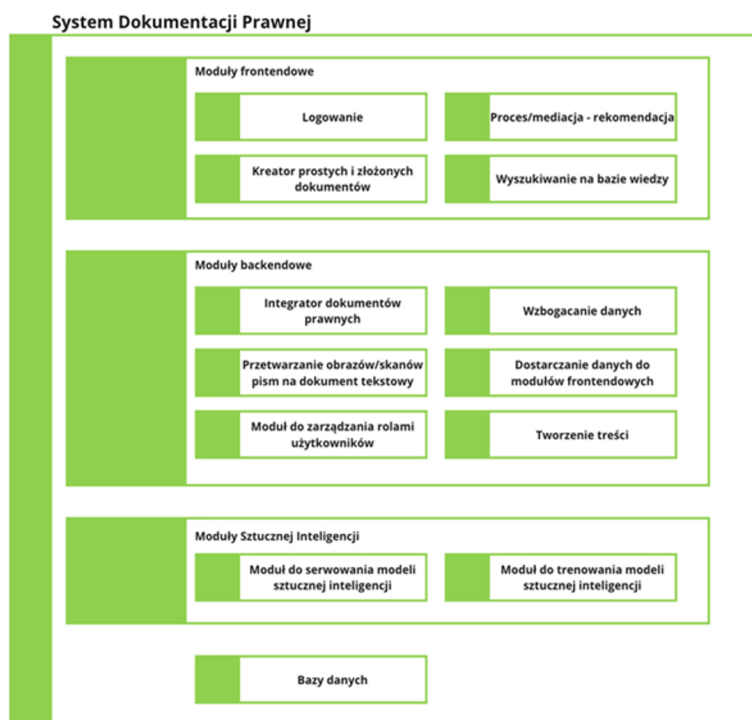 System Dokumentacji Prawnej
Moduły frontendowe
Logowanie
Proces/mediacja - rekomendacja
Kreator prostych i złożonych
dokumentów
Wyszukiwanie na bazie wiedzy
Moduły backendowe
Integrator dokumentów
prawnych
Wzbogacanie danych
Przetwarzanie obrazów/skanów
pism na dokument tekstowy
Dostarczanie danych do
modułów frontendowych
Moduł do zarządzania rolami
użytkowników
Tworzenie treści
Moduły Sztucznej Inteligencji
Moduł do serwowania modeli
sztucznej inteligencji
Moduł do trenowania modeli
sztucznej inteligencji
Bazy danych